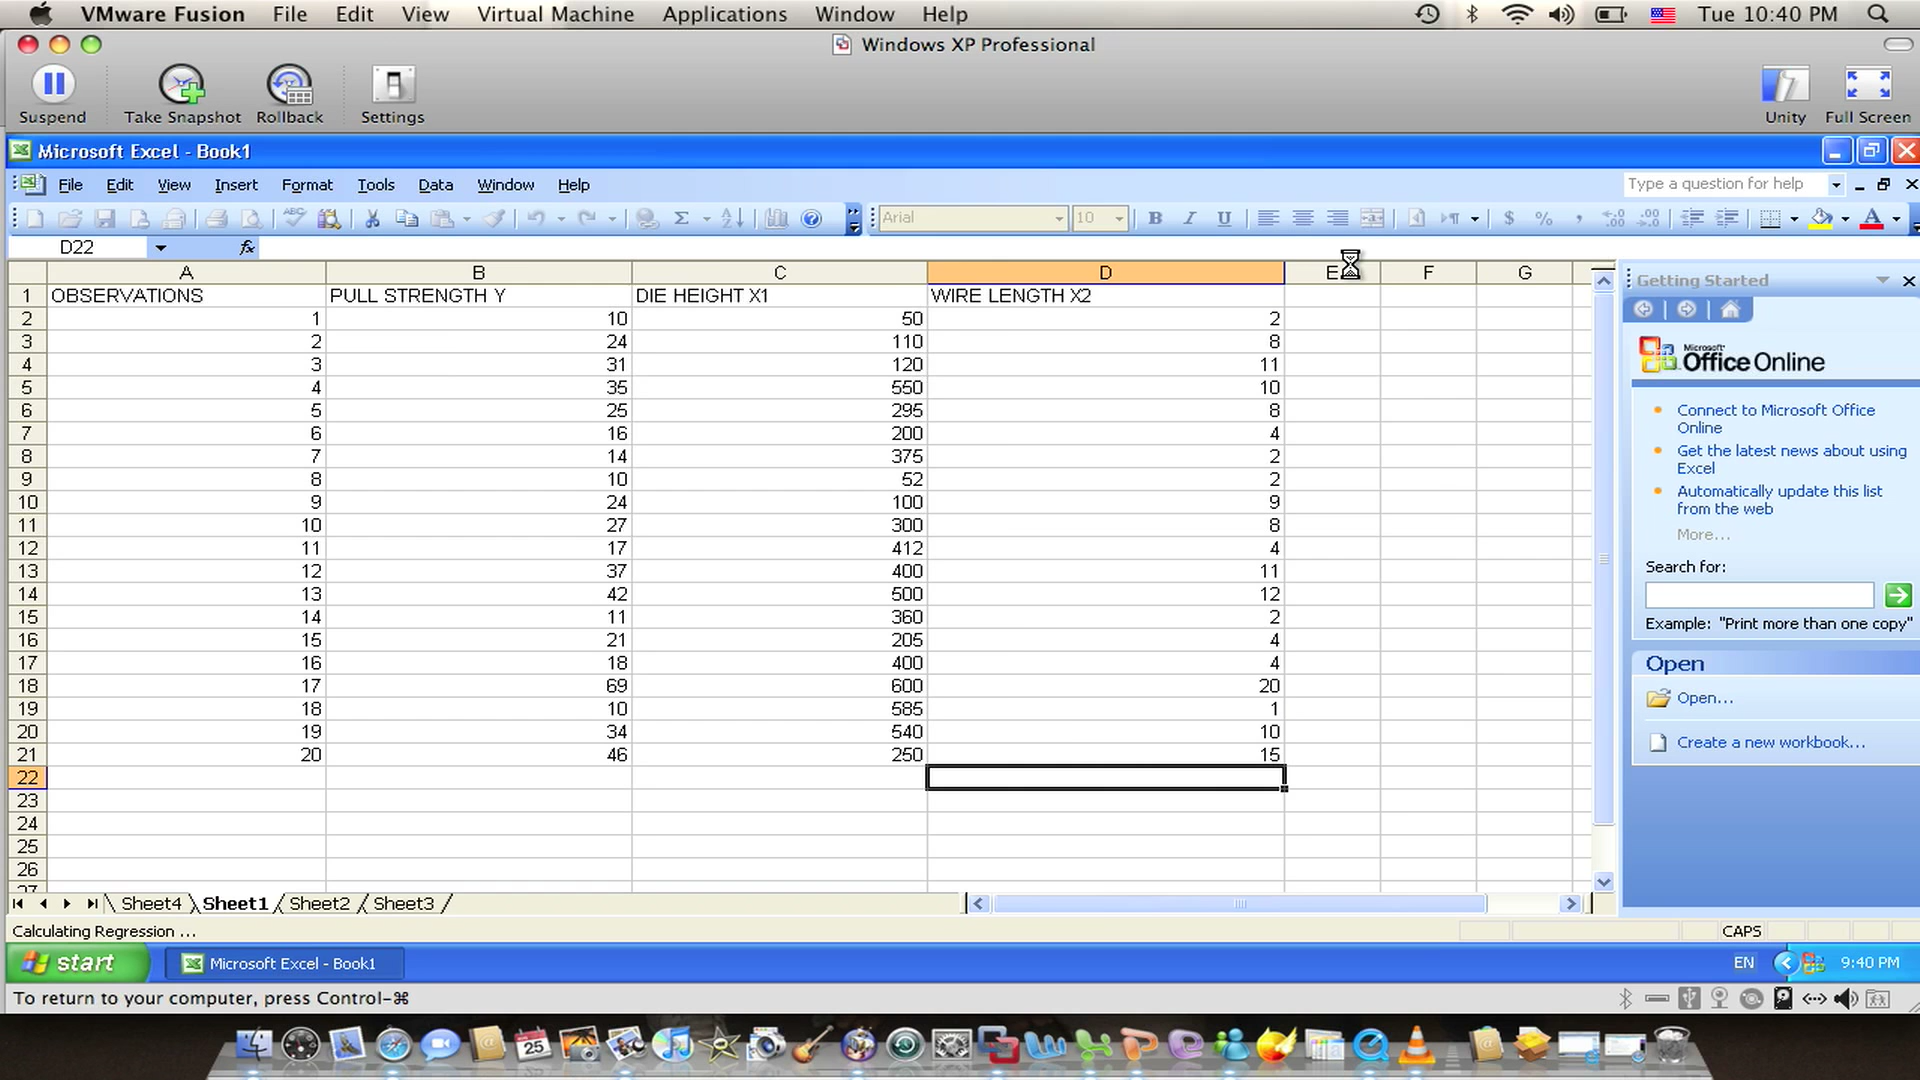 VMware Fusion File Edit View Virtual Machine Applications Window Help Tue 10:40 PM
Windows XP Professional
Suspend Take Snapshot Rollback Settings Unity Full Screen
Microsoft Excel - Book1
File Edit View Insert Format Tools Data Window Help Type a question for help
Arial 10 B I U $ % ,
D22 fx
A B C D E F G
1 OBSERVATIONS PULL STRENGTH Y DIE HEIGHT X1 WIRE LENGTH X2
2 1 10 50 2
3 2 24 110 8
4 3 31 120 11
5 4 35 550 10
6 5 25 295 8
7 6 16 200 4
8 7 14 375 2
9 8 10 52 2
10 9 24 100 9
11 10 27 300 8
12 11 17 412 4
13 12 37 400 11
14 13 42 500 12
15 14 11 360 2
16 15 21 205 4
17 16 18 400 4
18 17 69 600 20
19 18 10 585 1
20 19 34 540 10
21 20 46 250 15
22
23
24
25
26
27
Getting Started
Microsoft
Office Online
Connect to Microsoft Office
Online
Get the latest news about using
Excel
Automatically update this list
from the web
More...
Search for:
Example: "Print more than one copy"
Open
Open...
Create a new workbook...
Sheet4 Sheet1 Sheet2 Sheet3
Calculating Regression ... CAPS
start Microsoft Excel - Book1 EN 9:40 PM
To return to your computer, press Control-⌘
25